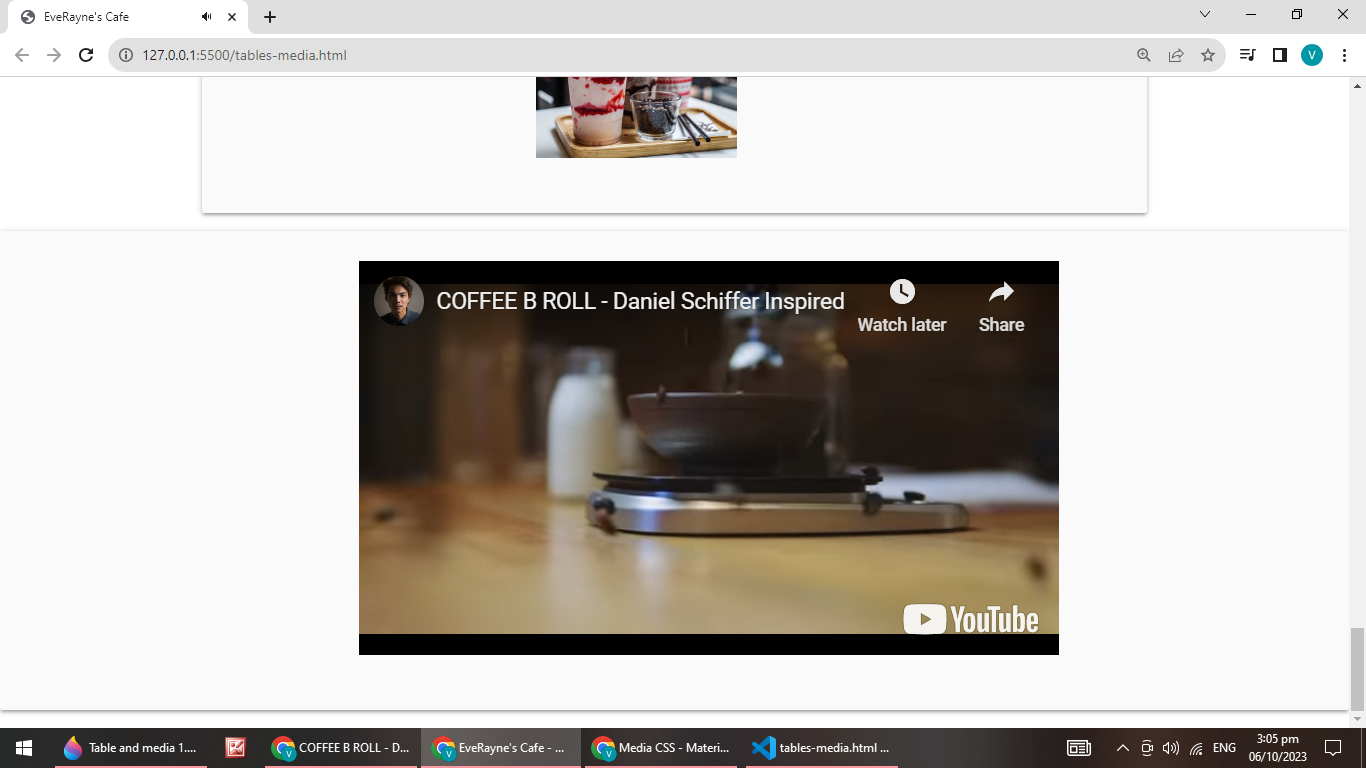 EveRayne's Cafe
127.0.0.1:5500/tables-media.html
V
COFFEE B ROLL - Daniel Schiffer Inspired
Watch later
Share
YouTube
Table and media 1....
V
COFFEE B ROLL - D...
V
EveRayne's Cafe - ...
V
Media CSS - Materi...
tables-media.html ...
ENG
3:05 pm
06/10/2023